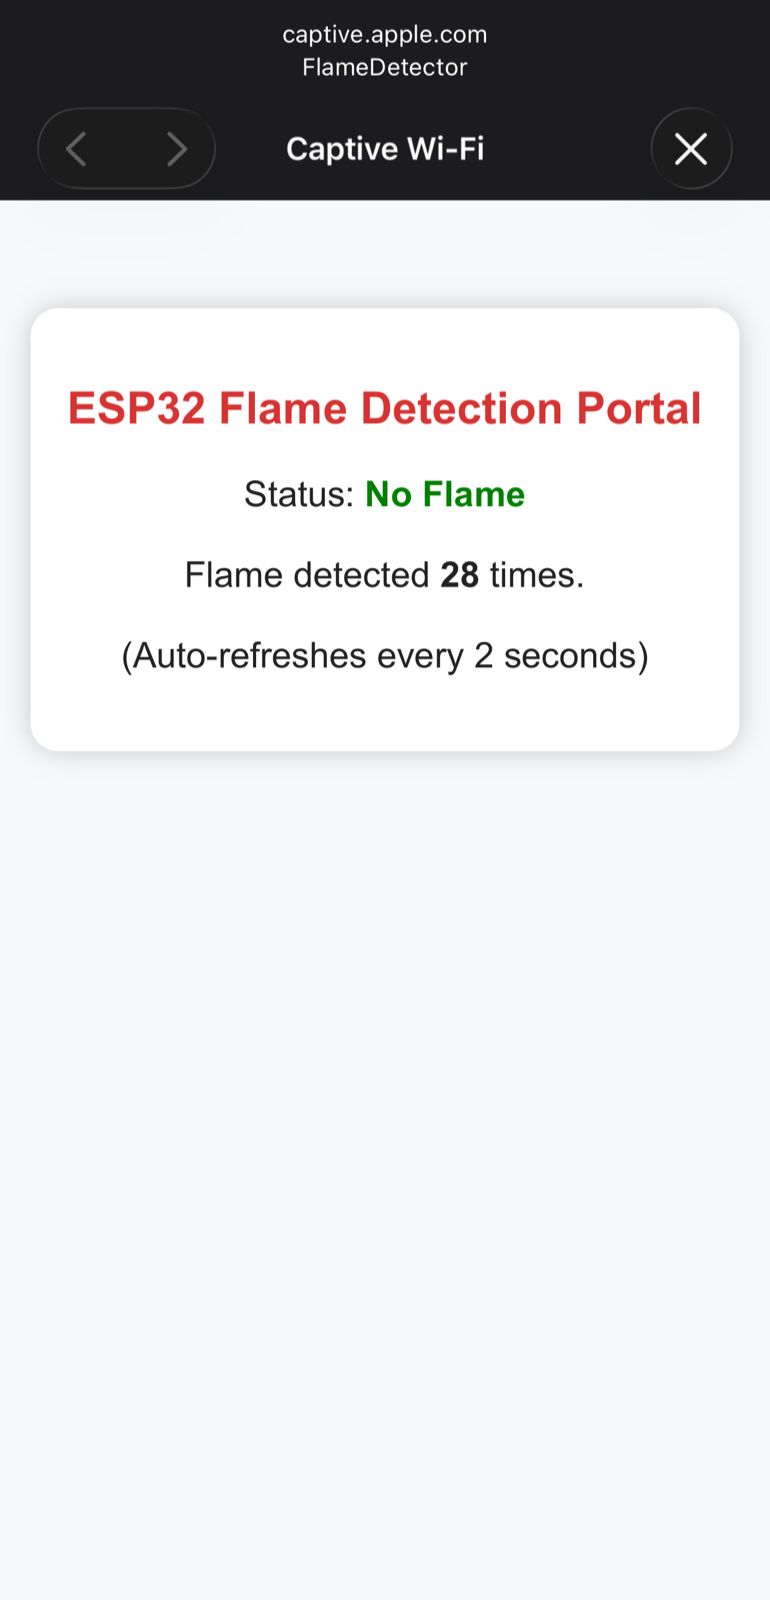 captive.apple.com
FlameDetector
Captive Wi-Fi
ESP32 Flame Detection Portal
Status: No Flame
Flame detected 28 times.
(Auto-refreshes every 2 seconds)